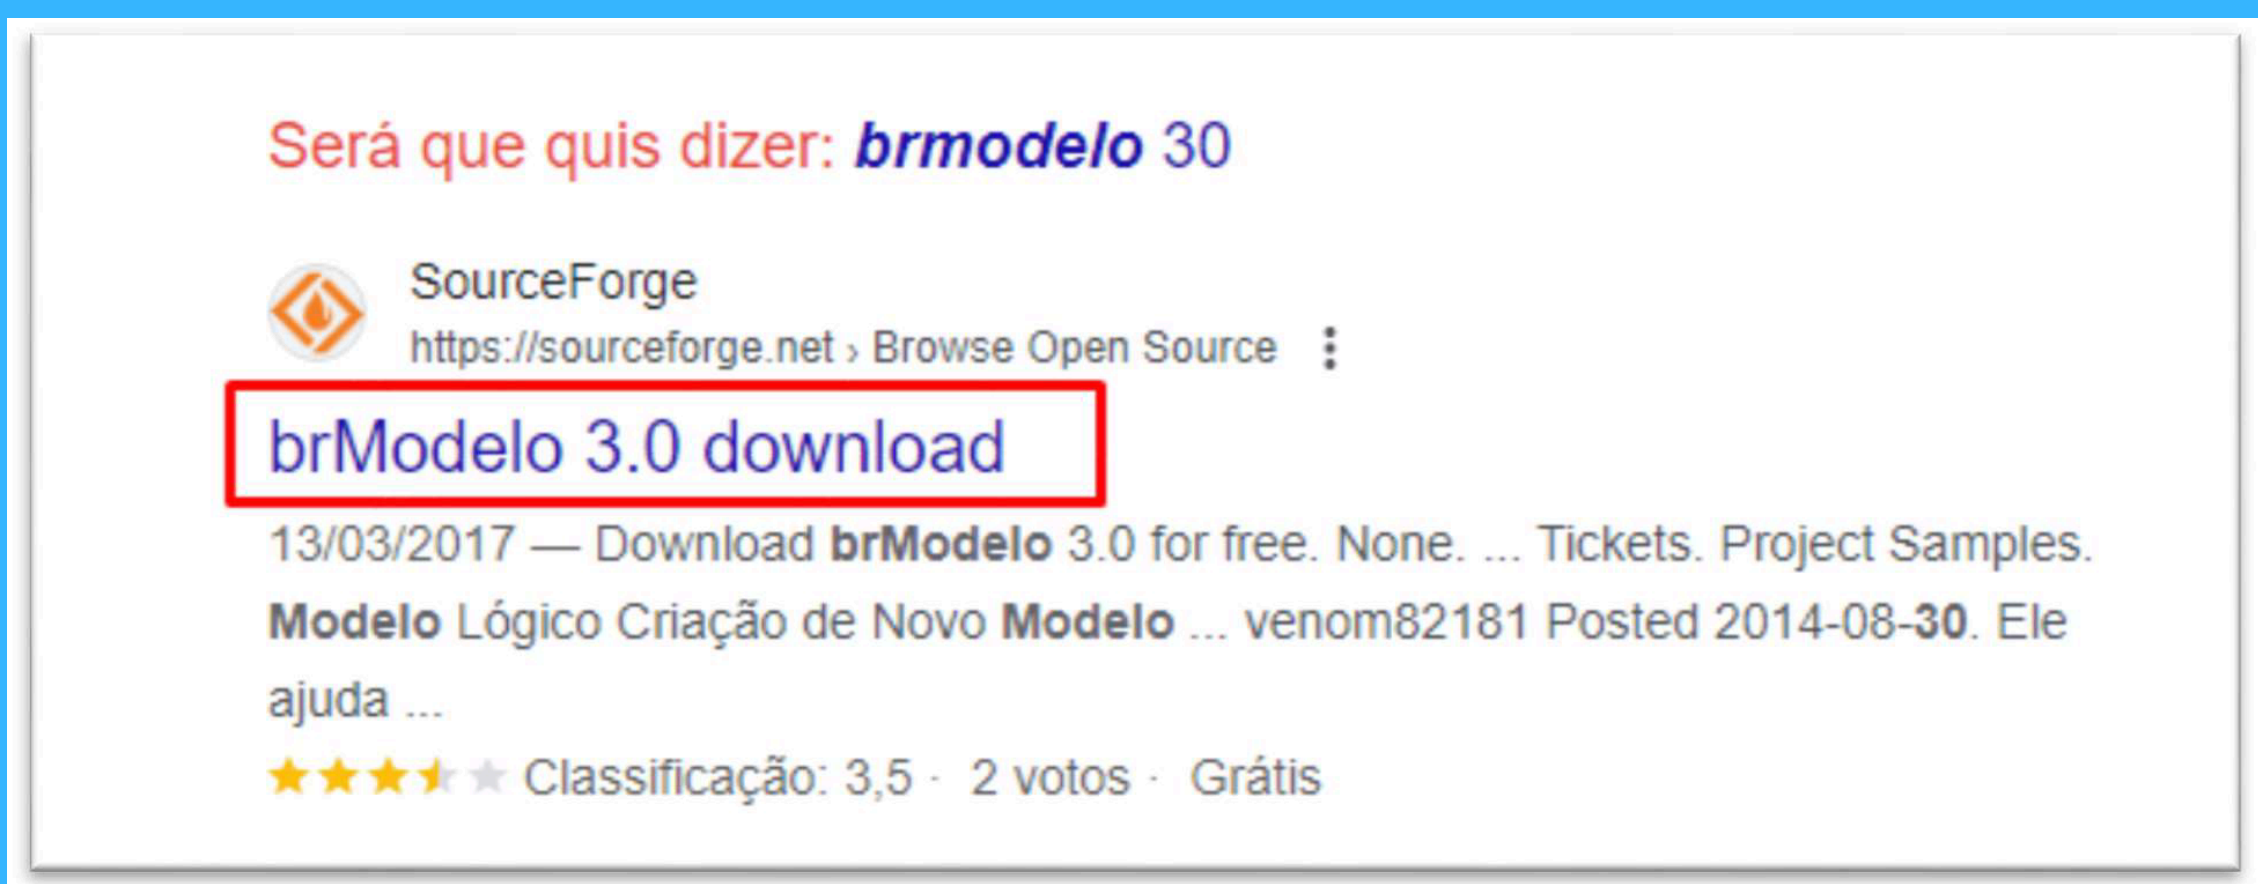 Será que quis dizer: brmodelo 30
SourceForge
https://sourceforge.net › Browse Open Source
brModelo 3.0 download
13/03/2017 — Download brModelo 3.0 for free. None. ... Tickets. Project Samples.
Modelo Lógico Criação de Novo Modelo ... venom82181 Posted 2014-08-30. Ele
ajuda ...
Classificação: 3,5 · 2 votos · Grátis